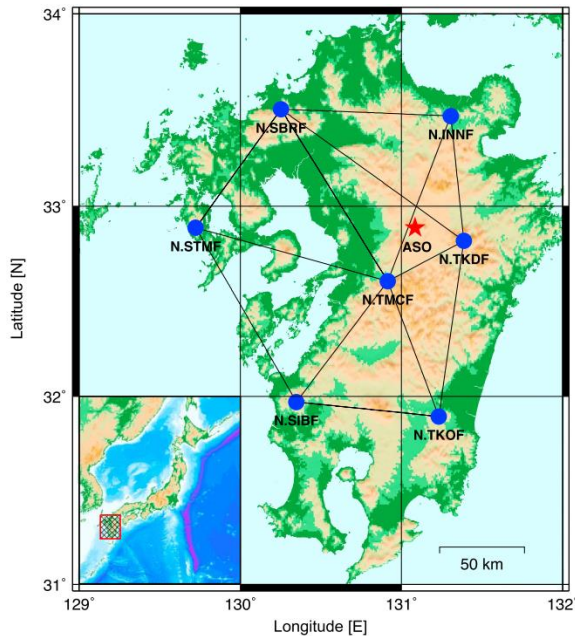 34°
N.SBRF
N.INNF
33°
N.STMF
ASO
N.TKDF
N.TMCF
Latitude [N]
32°
N.SIBF
N.TKOF
50 km
31°
129°
130°
131°
132°
Longitude [E]